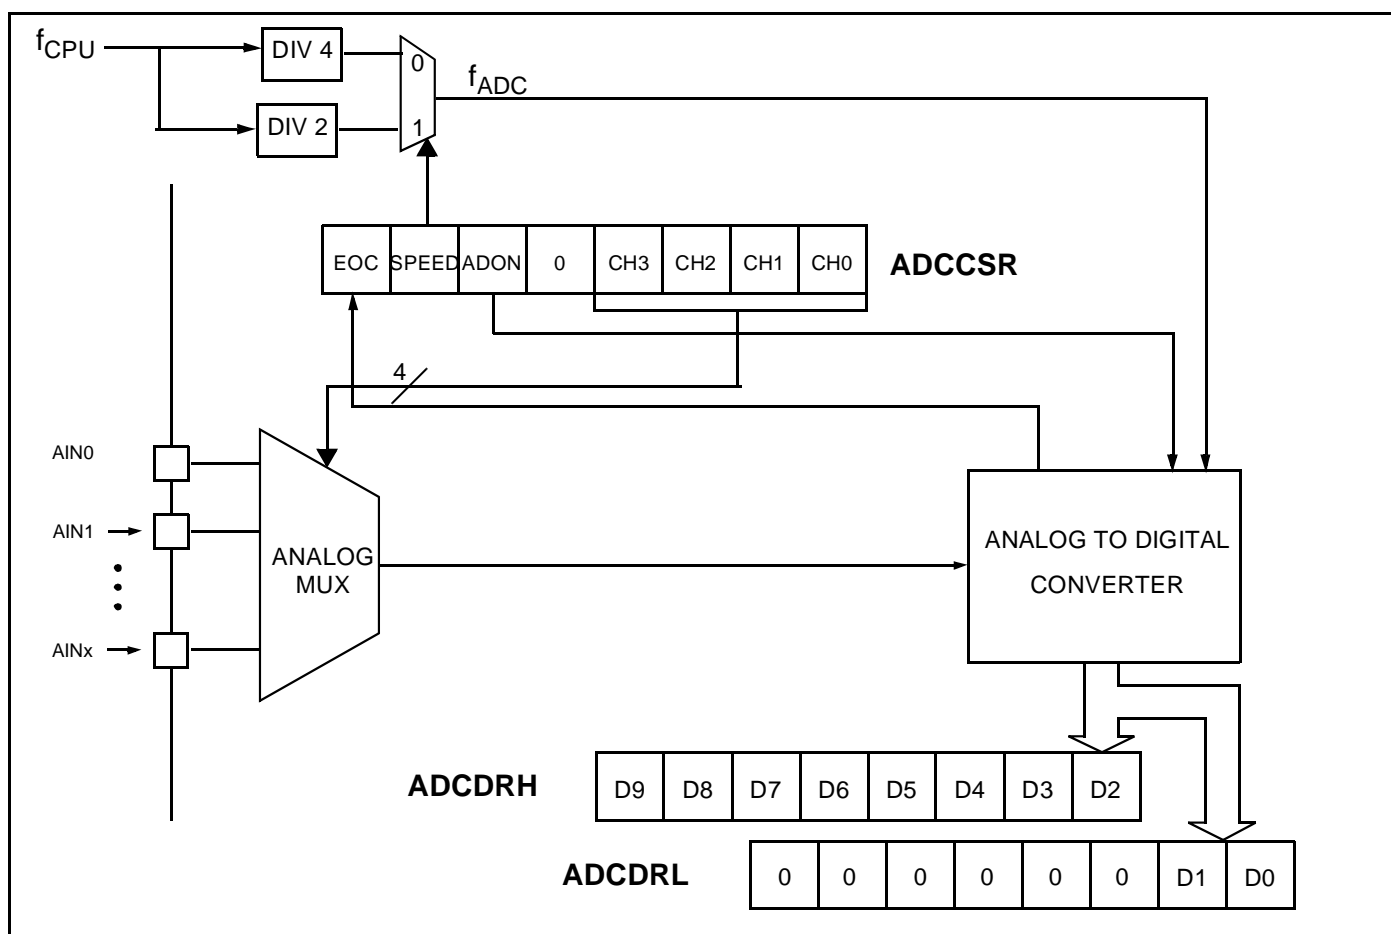 fCPU
DIV 4
0
fADC
DIV 2
1
EOC SPEED ADON 0 CH3 CH2 CH1 CH0
ADCCSR
4
AIN0
AIN1
AINx
ANALOG
MUX
ANALOG TO DIGITAL
CONVERTER
ADCDRH
D9 D8 D7 D6 D5 D4 D3 D2
ADCDRL
0 0 0 0 0 0 D1 D0